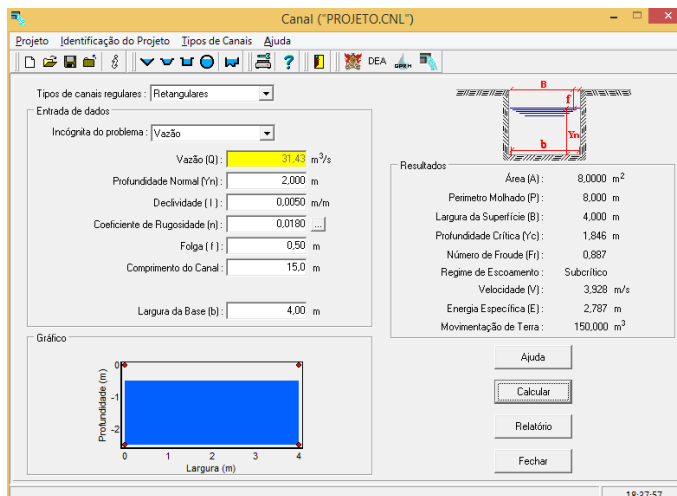 Canal ("PROJETO.CNL")
Projeto Identificação do Projeto Tipos de Canais Ajuda
DEA GPRH
Tipos de canais regulares : Retangulares
Entrada de dados
Incógnita do problema : Vazão
Vazão (Q) : 31,43 m³/s
Profundidade Normal (Yn) : 2,000 m
Declividade ( I ) : 0,0050 m/m
Coeficiente de Rugosidade (n) : 0,0180 ...
Folga ( f ) : 0,50 m
Comprimento do Canal : 15,0 m
Largura da Base (b) : 4,00 m
B
f
Yn
b
Resultados
Área (A) : 8,0000 m²
Perimetro Molhado (P) : 8,000 m
Largura da Superfície (B) : 4,000 m
Profundidade Crítica (Yc) : 1,846 m
Número de Froude (Fr) : 0,887
Regime de Escoamento : Subcrítico
Velocidade (V) : 3,928 m/s
Energia Específica (E) : 2,787 m
Movimentação de Terra : 150,000 m³
Gráfico
Profundidade (m)
0
-1
-2
0 1 2 3 4
Largura (m)
Ajuda
Calcular
Relatório
Fechar
18:37:57